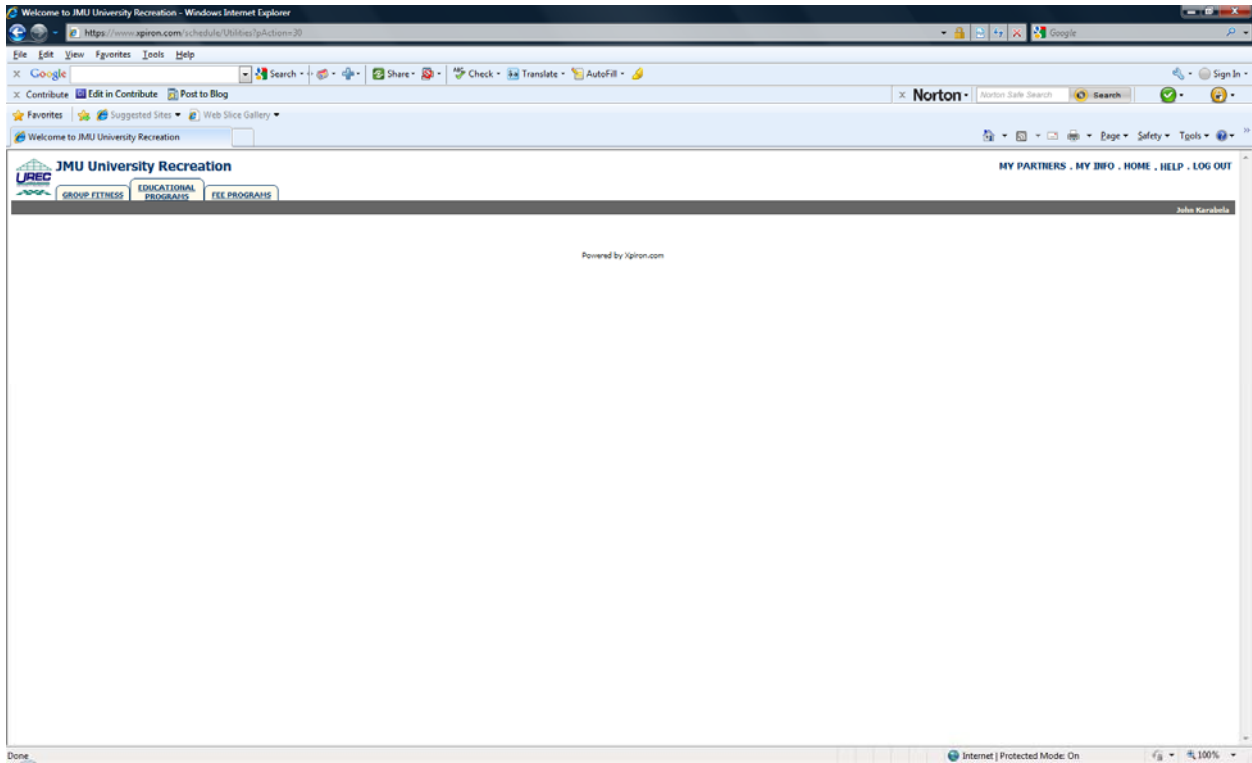 Welcome to JMU University Recreation - Windows Internet Explorer
https://www.xpiron.com/schedule/Utilities?pAction=30
Google
File Edit View Favorites Tools Help
x Google Search Share Check Translate AutoFill Sign In
x Contribute Edit in Contribute Post to Blog x Norton Norton Safe Search Search
Favorites Suggested Sites Web Slice Gallery
Welcome to JMU University Recreation Page Safety Tools
UREC JMU University Recreation MY PARTNERS . MY INFO . HOME . HELP . LOG OUT
GROUP FITNESS EDUCATIONAL PROGRAMS FEE PROGRAMS
John Karabela
Powered by Xpiron.com
Done Internet | Protected Mode: On 100%